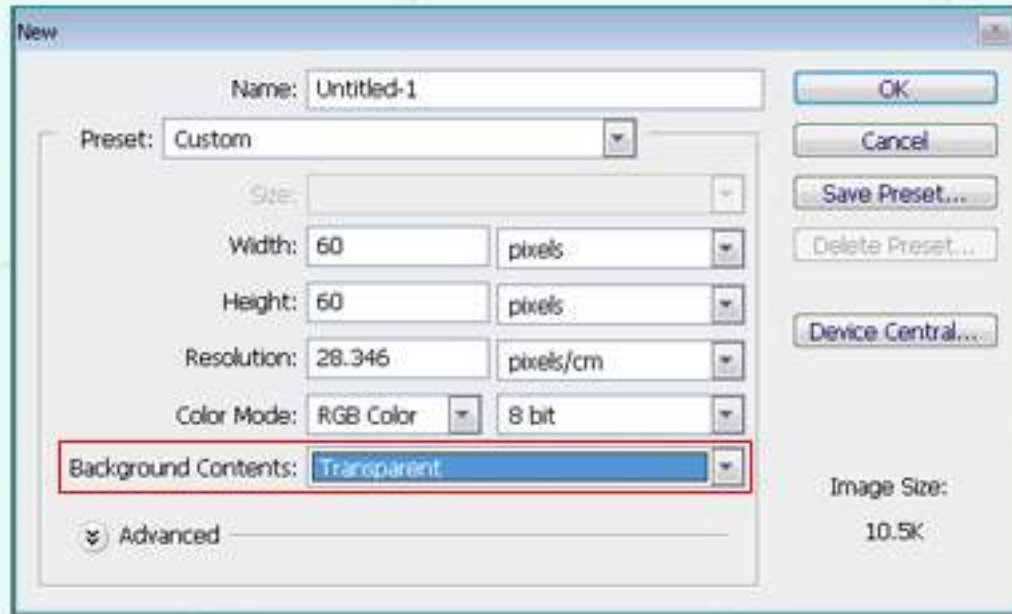 New
Name: Untitled-1
OK
Preset: Custom
Cancel
Size:
Save Preset...
Width: 60 pixels
Delete Preset...
Height: 60 pixels
Device Central...
Resolution: 28.346 pixels/cm
Color Mode: RGB Color 8 bit
Background Contents: Transparent
Image Size:
Advanced
10.5K